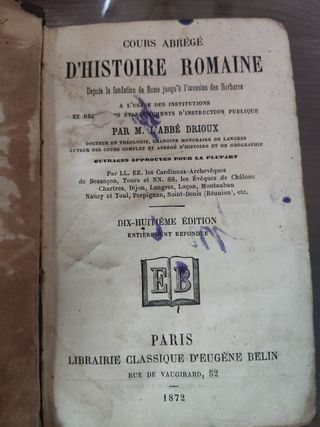 COURS ABRÉGÉ
D'HISTOIRE ROMAINE
Depuis la fondation de Rome jusqu'à l'invasion des Barbares
A L'USAGE DES INSTITUTIONS
ET DES ÉTABLISSEMENTS D'INSTRUCTION PUBLIQUE
PAR M. L'ABBÉ DRIOUX
DOCTEUR EN THÉOLOGIE, CHANOINE HONORAIRE DE LANGRES
AUTEUR DES COURS COMPLET ET ABRÉGÉ D'HISTOIRE ET DE GÉOGRAPHIE
OUVRAGES APPROUVÉS POUR LA PLUPART
Par LL. EE. les Cardinaux-Archevêques
de Besançon, Tours et NN. SS. les Évêques de Châlons
Chartres, Dijon, Langres, Luçon, Montauban
Nancy et Toul, Perpignan, Saint-Denis (Réunion), etc.
DIX-HUITIÈME ÉDITION
ENTIÈREMENT REFONDUE
EB
PARIS
LIBRAIRIE CLASSIQUE D'EUGÈNE BELIN
RUE DE VAUGIRARD, 52
1872